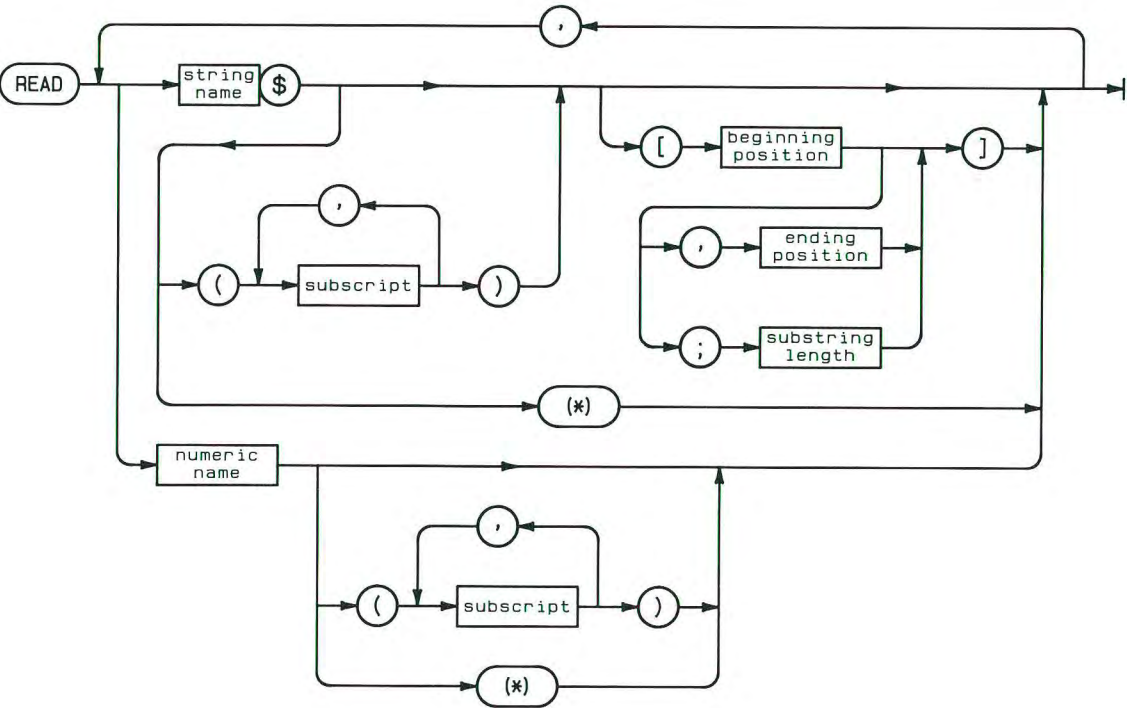 ,
READ
string
name
$
[
beginning
position
]
,
,
ending
position
(
subscript
)
;
substring
length
(*)
numeric
name
,
(
subscript
)
(*)